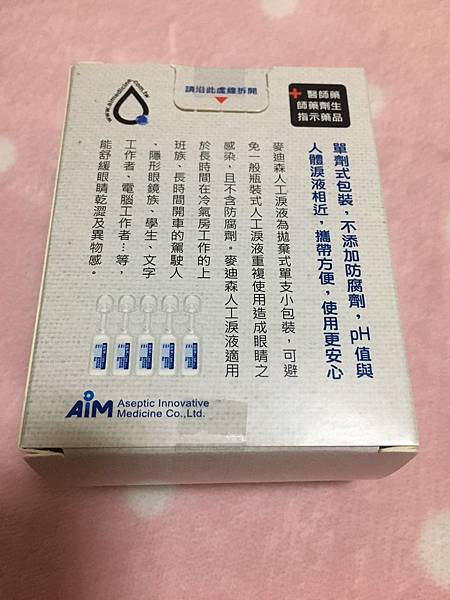 請沿此虛線拆開
www.aimmedicine.com.tw
醫師藥
師藥劑生
指示藥品
單劑式包裝，不添加防腐劑，pH值與
人體淚液相近，攜帶方便，使用更安心
麥迪森人工淚液為拋棄式單支小包裝，可避
免一般瓶裝式人工淚液重複使用造成眼睛之
感染，且不含防腐劑。麥迪森人工淚液適用
於長時間在冷氣房工作的上
班族、長時間開車的駕駛人
、隱形眼鏡族、學生、文字
工作者、電腦工作者…等，
能舒緩眼睛乾澀及異物感。
AiM Aseptic Innovative
Medicine Co.,Ltd.